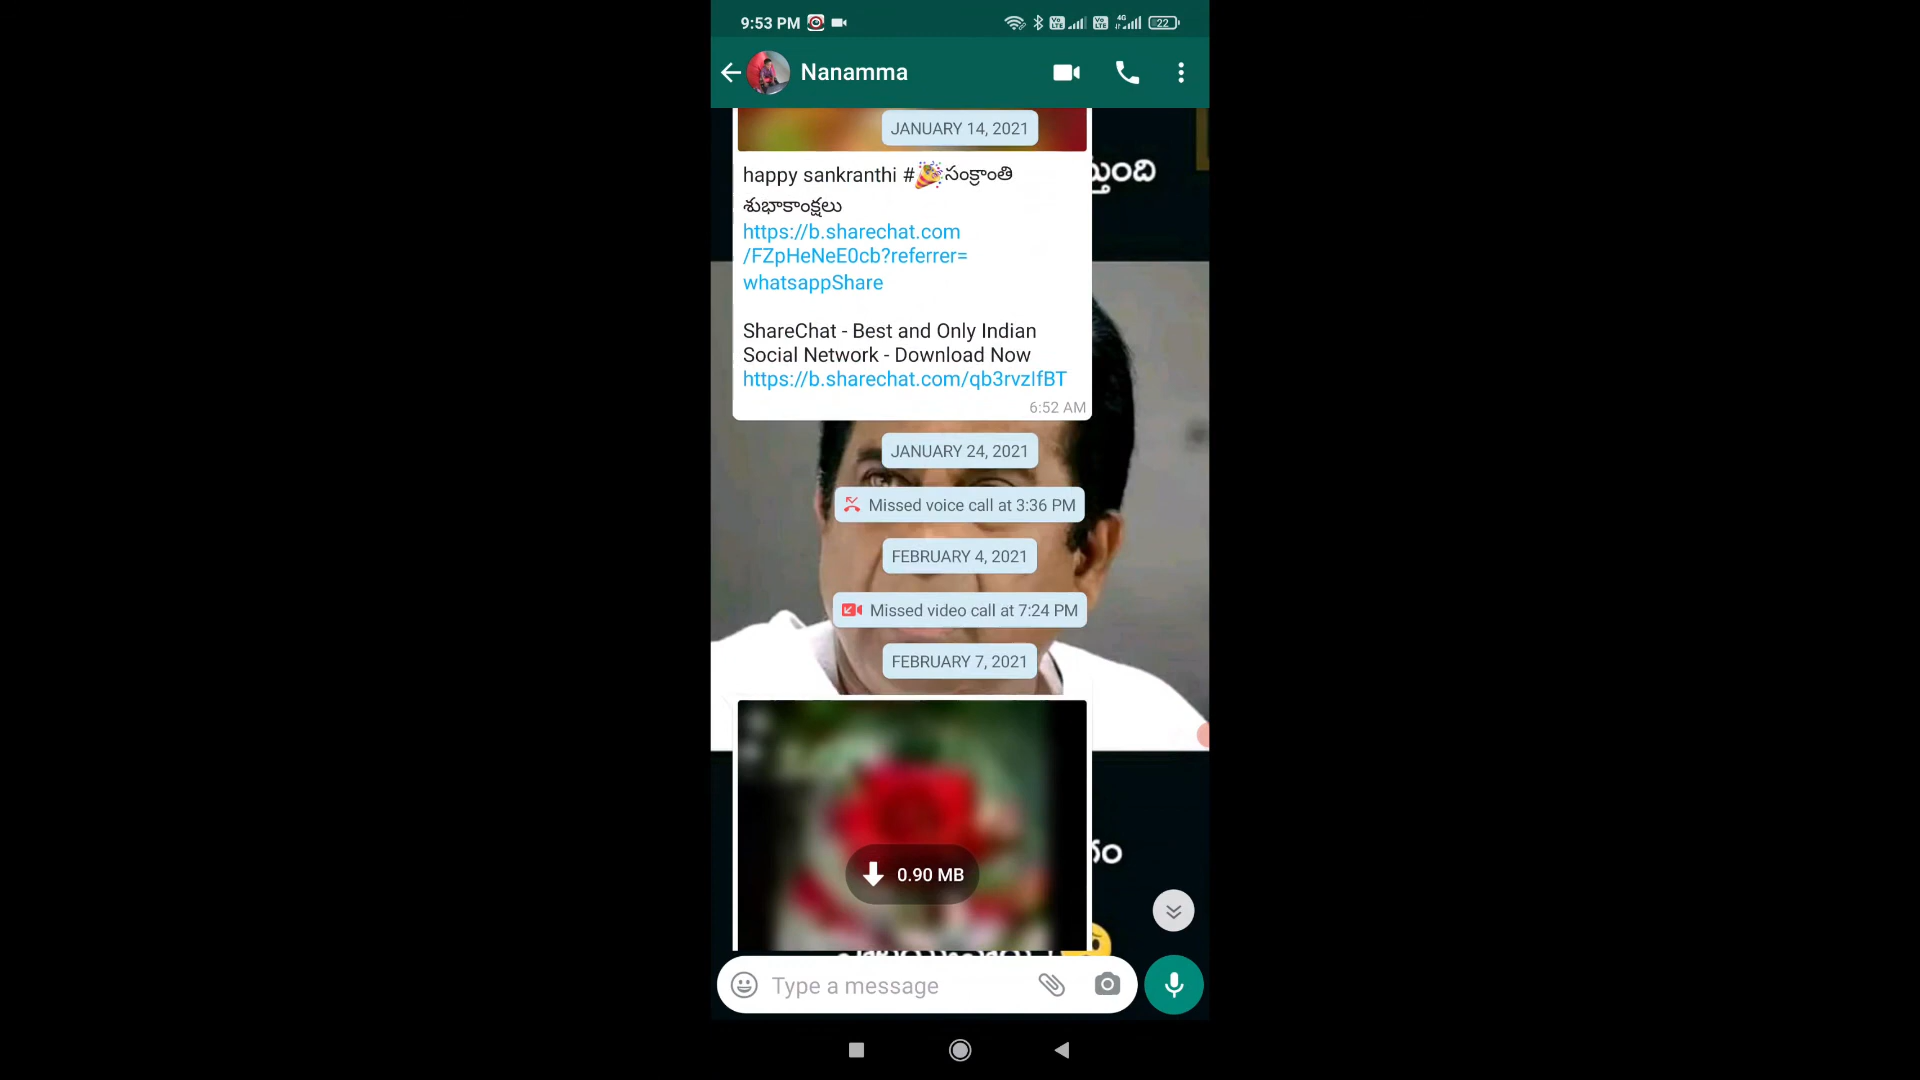 9:53 PM
22
Nanamma
JANUARY 14, 2021
happy sankranthi #🎉సంక్రాంతి
శుభాకాంక్షలు
https://b.sharechat.com
/FZpHeNeE0cb?referrer=
whatsappShare
ShareChat - Best and Only Indian
Social Network - Download Now
https://b.sharechat.com/qb3rvzIfBT
6:52 AM
JANUARY 24, 2021
Missed voice call at 3:36 PM
FEBRUARY 4, 2021
Missed video call at 7:24 PM
FEBRUARY 7, 2021
0.90 MB
Type a message